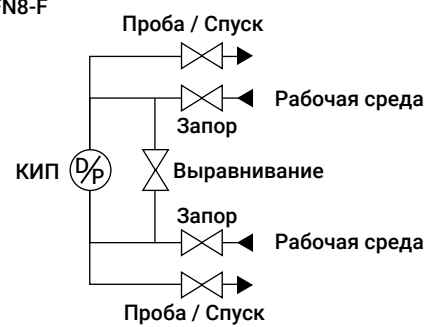 N8-F
Проба / Спуск
Рабочая среда
Запор
КИП D/P Выравнивание
Запор
Рабочая среда
Проба / Спуск